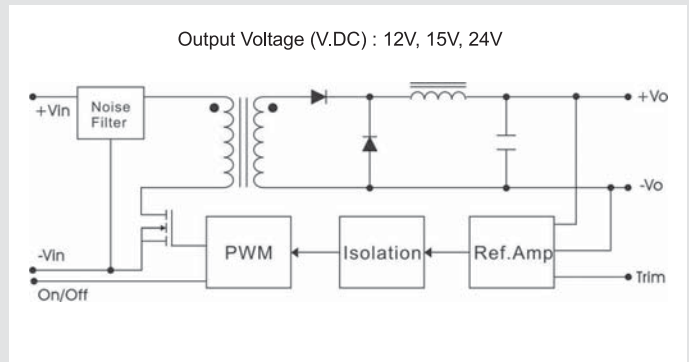 Output Voltage (V.DC) : 12V, 15V, 24V
+Vin
Noise
Filter
+Vo
-Vo
-Vin
PWM
Isolation
Ref.Amp
Trim
On/Off